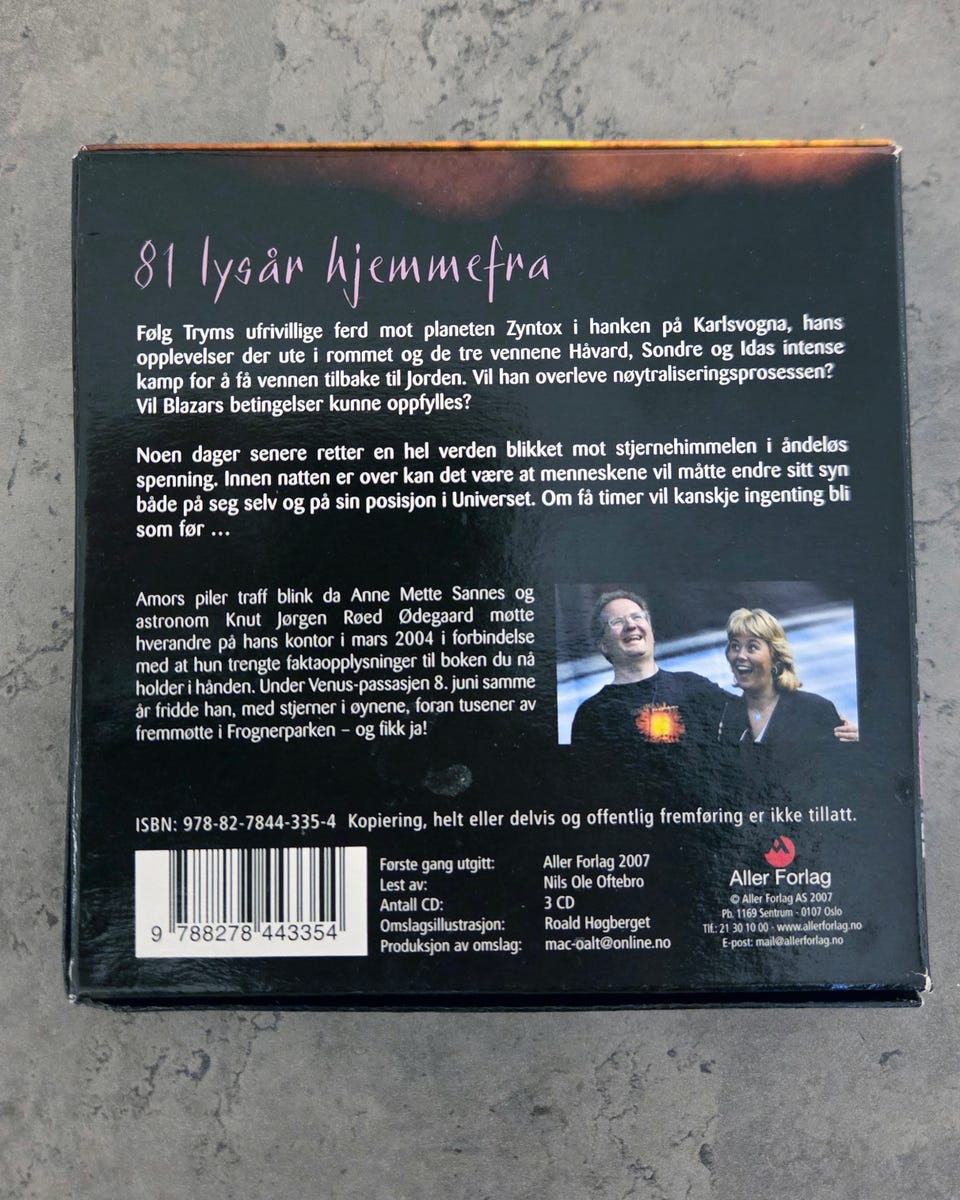 81 lysår hjemmefra
Følg Tryms ufrivillige ferd mot planeten Zyntox i hanken på Karlsvogna, hans
opplevelser der ute i rommet og de tre vennene Håvard, Sondre og Idas intense
kamp for å få vennen tilbake til Jorden. Vil han overleve nøytraliseringsprosessen?
Vil Blazars betingelser kunne oppfylles?
Noen dager senere retter en hel verden blikket mot stjernehimmelen i åndeløs
spenning. Innen natten er over kan det være at menneskene vil måtte endre sitt syn
både på seg selv og på sin posisjon i Universet. Om få timer vil kanskje ingenting bli
som før ...
Amors piler traff blink da Anne Mette Sannes og
astronom Knut Jørgen Røed Ødegaard møtte
hverandre på hans kontor i mars 2004 i forbindelse
med at hun trengte faktaopplysninger til boken du nå
holder i hånden. Under Venus-passasjen 8. juni samme
år fridde han, med stjerner i øynene, foran tusener av
fremmøtte i Frognerparken – og fikk ja!
ISBN: 978-82-7844-335-4 Kopiering, helt eller delvis og offentlig fremføring er ikke tillatt.
9 788278 443354
Første gang utgitt: Aller Forlag 2007
Lest av: Nils Ole Oftebro
Antall CD: 3 CD
Omslagsillustrasjon: Roald Høgberget
Produksjon av omslag: mac-oalt@online.no
Aller Forlag
© Aller Forlag AS 2007
Pb. 1169 Sentrum - 0107 Oslo
Tlf.: 21 30 10 00 - www.allerforlag.no
E-post: mail@allerforlag.no